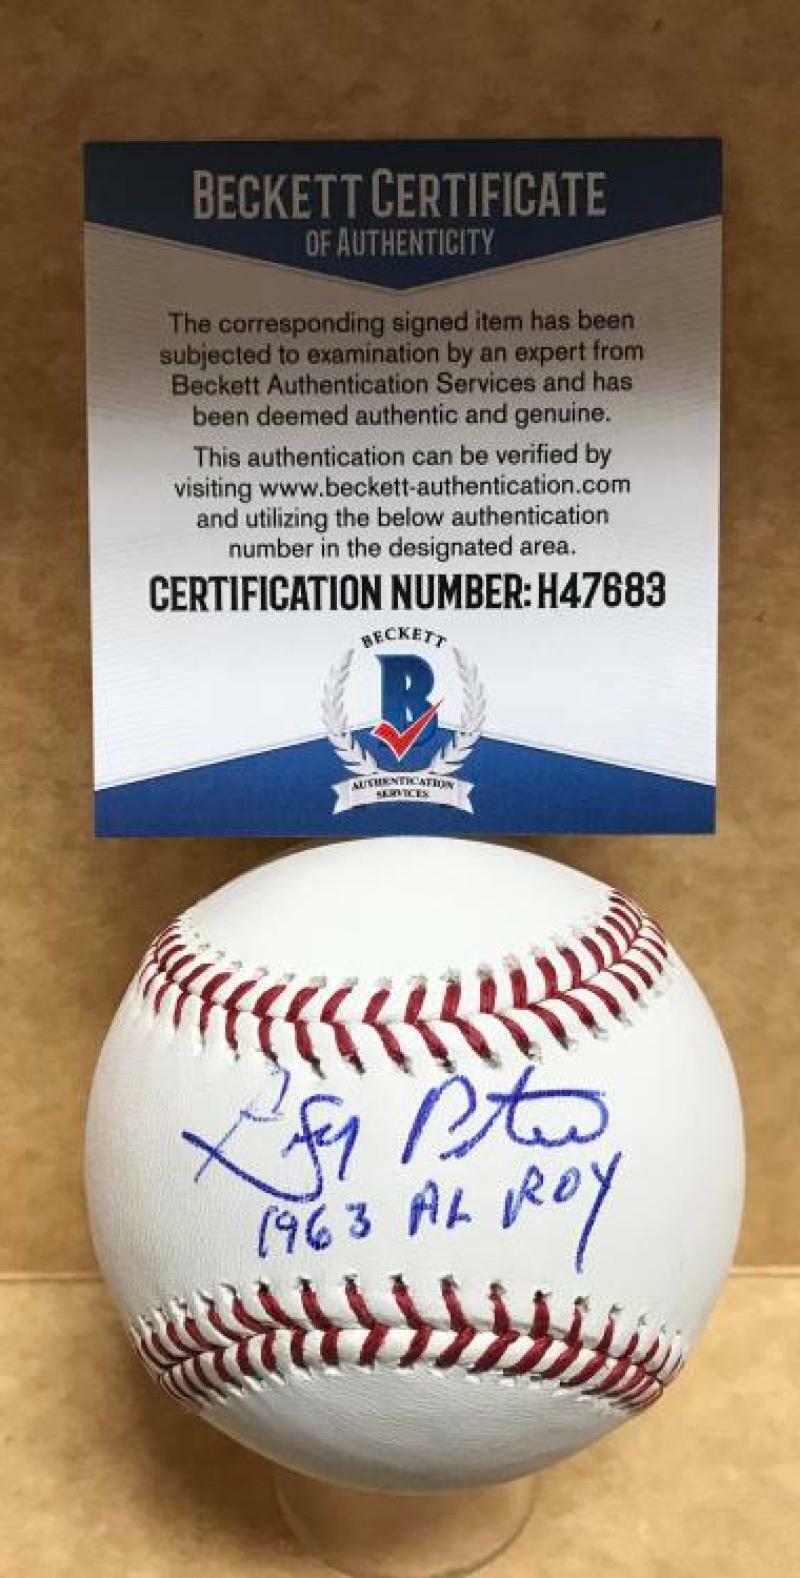 BECKETT CERTIFICATE
OF AUTHENTICITY
The corresponding signed item has been
subjected to examination by an expert from
Beckett Authentication Services and has
been deemed authentic and genuine.
This authentication can be verified by
visiting www.beckett-authentication.com
and utilizing the below authentication
number in the designated area.
CERTIFICATION NUMBER: H47683
BECKETT
B
AUTHENTICATION
SERVICES
Gary Peters
1963 AL ROY